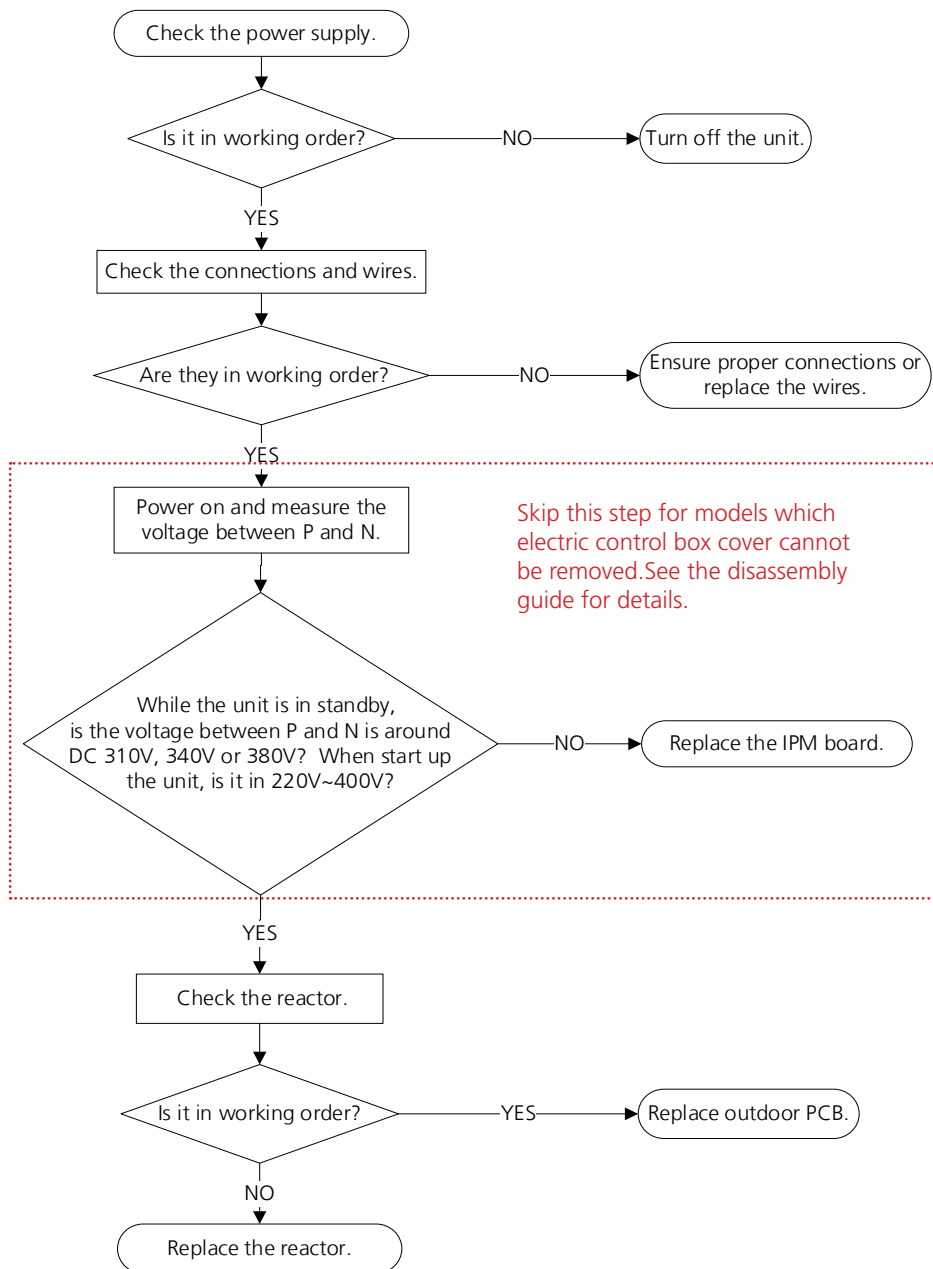 Check the power supply.
Is it in working order?
NO
Turn off the unit.
YES
Check the connections and wires.
Are they in working order?
NO
Ensure proper connections or
replace the wires.
YES
Power on and measure the
voltage between P and N.
Skip this step for models which
electric control box cover cannot
be removed.See the disassembly
guide for details.
While the unit is in standby,
is the voltage between P and N is around
DC 310V, 340V or 380V? When start up
the unit, is it in 220V~400V?
NO
Replace the IPM board.
YES
Check the reactor.
Is it in working order?
YES
Replace outdoor PCB.
NO
Replace the reactor.